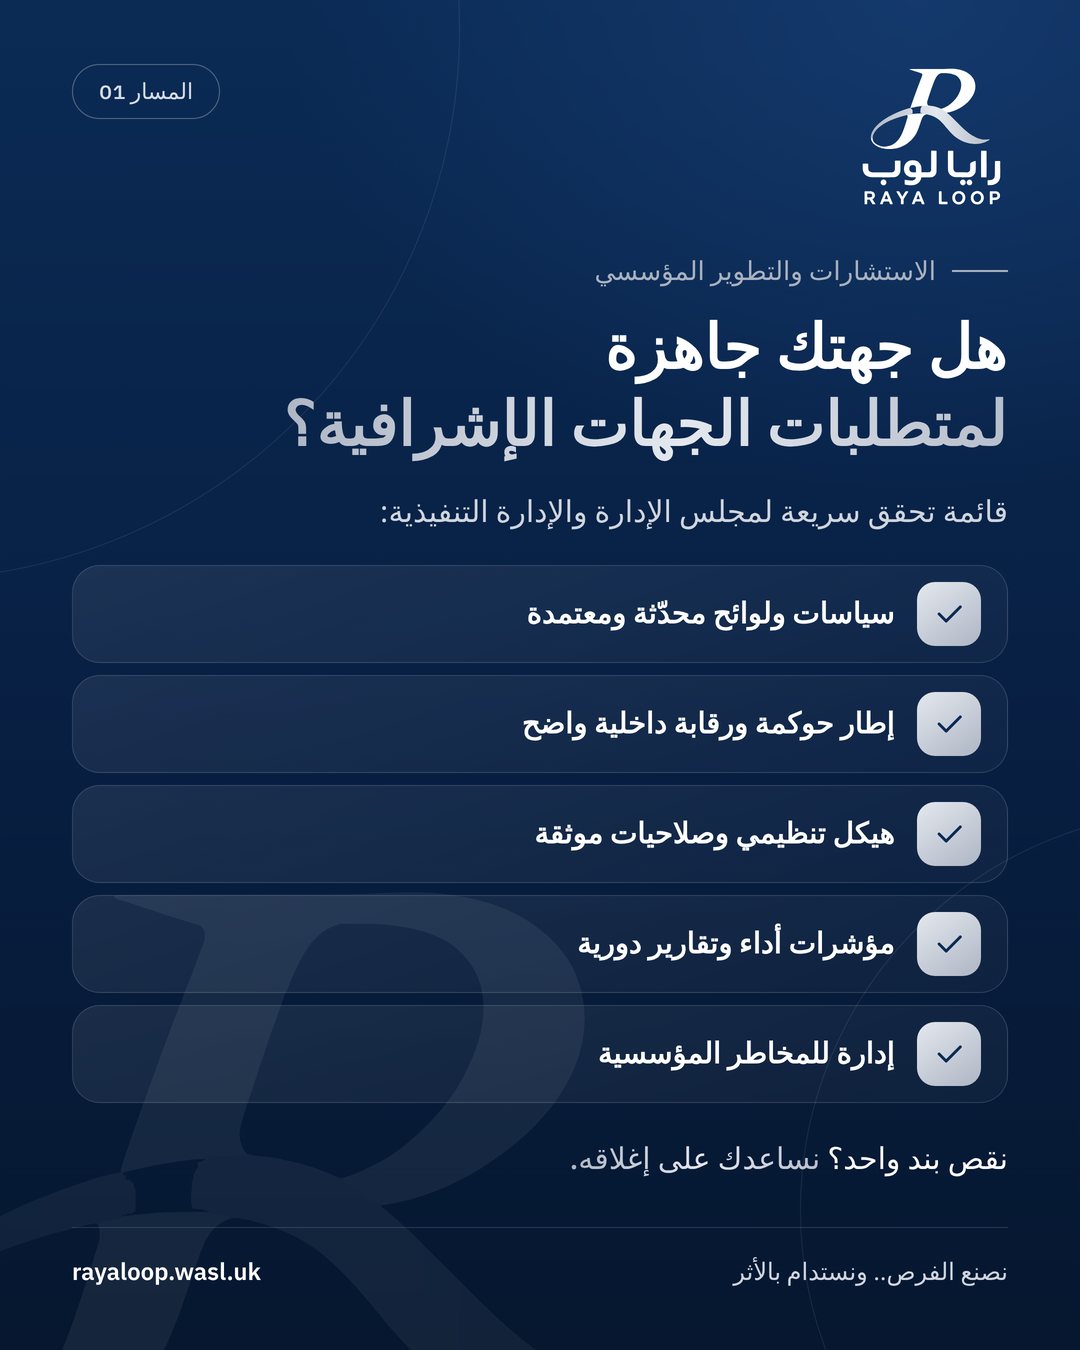 رايا لوب
RAYA LOOP
المسار 01
الاستشارات والتطوير المؤسسي
هل جهتك جاهزة
لمتطلبات الجهات الإشرافية؟
قائمة تحقق سريعة لمجلس الإدارة والإدارة التنفيذية:
سياسات ولوائح محدّثة ومعتمدة
إطار حوكمة ورقابة داخلية واضح
هيكل تنظيمي وصلاحيات موثقة
مؤشرات أداء وتقارير دورية
إدارة للمخاطر المؤسسية
نقص بند واحد؟ نساعدك على إغلاقه.
نصنع الفرص.. ونستدام بالأثر
rayaloop.wasl.uk